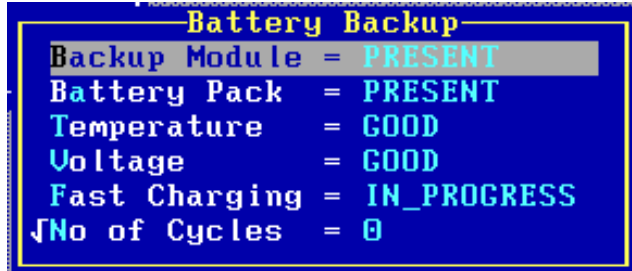 Battery Backup
Backup Module = PRESENT
Battery Pack = PRESENT
Temperature = GOOD
Voltage = GOOD
Fast Charging = IN_PROGRESS
√No of Cycles = 0